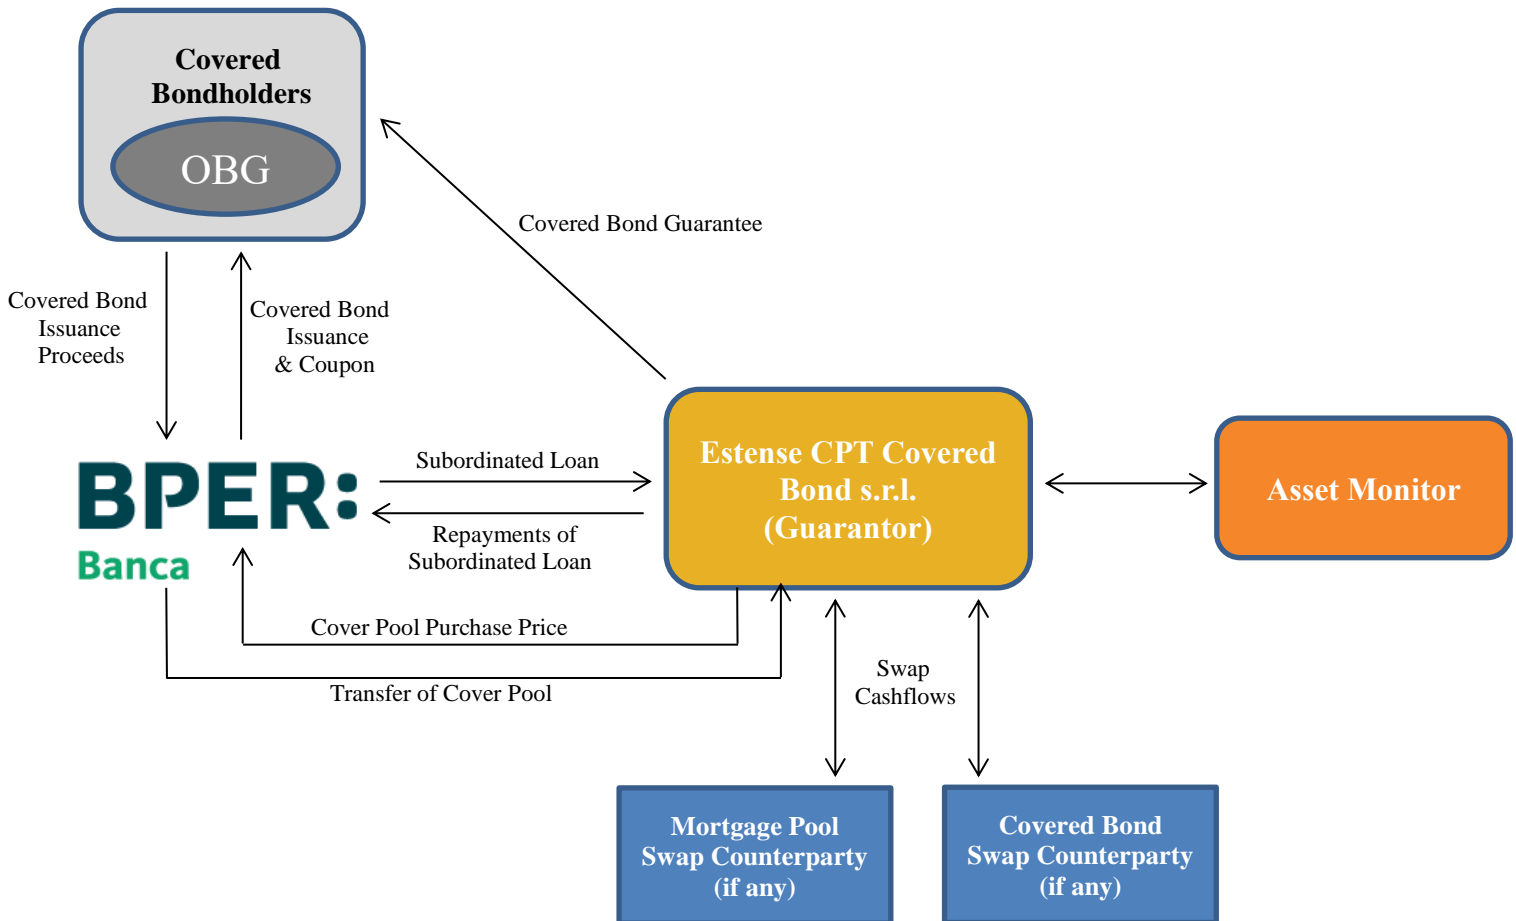 Covered
Bondholders
OBG
Covered Bond Guarantee
Covered Bond
Issuance
Proceeds
Covered Bond
Issuance
& Coupon
BPER:
Banca
Subordinated Loan
Repayments of
Subordinated Loan
Estense CPT Covered
Bond s.r.l.
(Guarantor)
Asset Monitor
Cover Pool Purchase Price
Transfer of Cover Pool
Swap
Cashflows
Mortgage Pool
Swap Counterparty
(if any)
Covered Bond
Swap Counterparty
(if any)